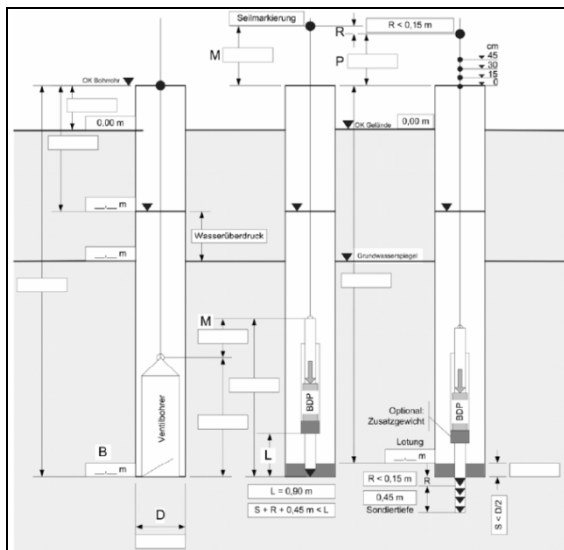 Seilmarkierung
R
R < 0,15 m
M
P
cm
45
30
15
0
OK Bohrrohr
0.00 m
OK Gelände
0,00 m
__,__ m
Wasserüberdruck
__,__ m
Grundwasserspiegel
M
Ventilbohrer
BDP
BDP
Optional:
Zusatzgewicht
Lotung
B
__,__ m
L
__,__ m
L = 0,90 m
S + R + 0,45 m < L
R < 0,15 m
R
0,45 m
Sondiertiefe
S < D/2
D